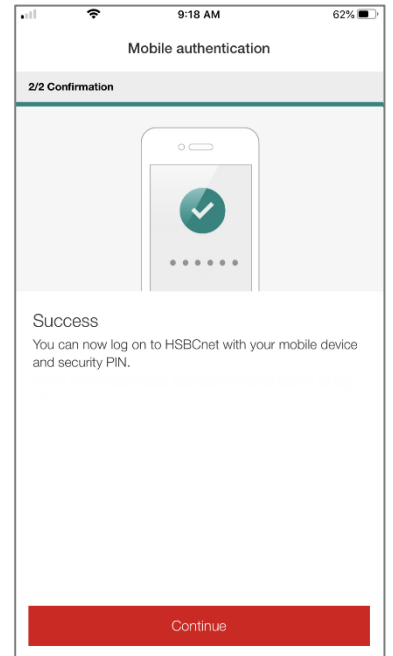 9:18 AM
62%
Mobile authentication
2/2 Confirmation
Success
You can now log on to HSBCnet with your mobile device
and security PIN.
Continue